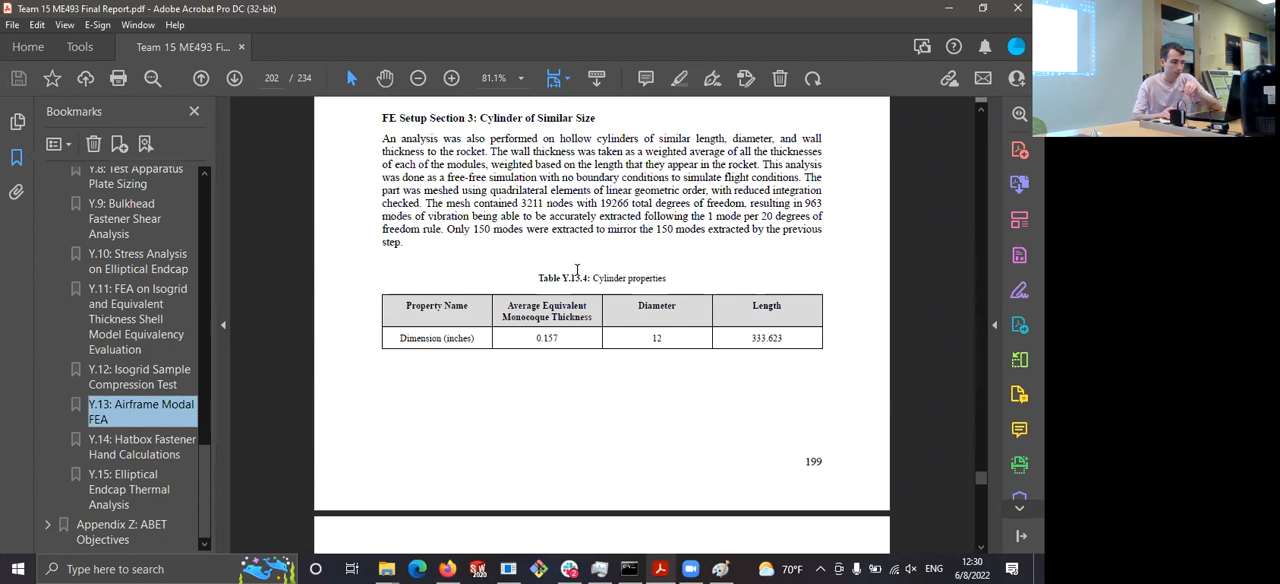 Team 15 ME493 Final Report.pdf - Adobe Acrobat Pro DC (32-bit)
File Edit View E-Sign Window Help
Home Tools Team 15 ME493 Fi...
202 / 234 81.1%
Bookmarks
Y.8: Test Apparatus
Plate Sizing
Y.9: Bulkhead
Fastener Shear
Analysis
Y.10: Stress Analysis
on Elliptical Endcap
Y.11: FEA on Isogrid
and Equivalent
Thickness Shell
Model Equivalency
Evaluation
Y.12: Isogrid Sample
Compression Test
Y.13: Airframe Modal
FEA
Y.14: Hatbox Fastener
Hand Calculations
Y.15: Elliptical
Endcap Thermal
Analysis
Appendix Z: ABET
Objectives
FE Setup Section 3: Cylinder of Similar Size
An analysis was also performed on hollow cylinders of similar length, diameter, and wall
thickness to the rocket. The wall thickness was taken as a weighted average of all the thicknesses
of each of the modules, weighted based on the length that they appear in the rocket. This analysis
was done as a free-free simulation with no boundary conditions to simulate flight conditions. The
part was meshed using quadrilateral elements of linear geometric order, with reduced integration
checked. The mesh contained 3211 nodes with 19266 total degrees of freedom, resulting in 963
modes of vibration being able to be accurately extracted following the 1 mode per 20 degrees of
freedom rule. Only 150 modes were extracted to mirror the 150 modes extracted by the previous
step.
Table Y.13.4: Cylinder properties
Property Name Average Equivalent Monocoque Thickness Diameter Length
Dimension (inches) 0.157 12 333.623
199
Type here to search
SW
2020
70°F ENG
12:30
6/8/2022